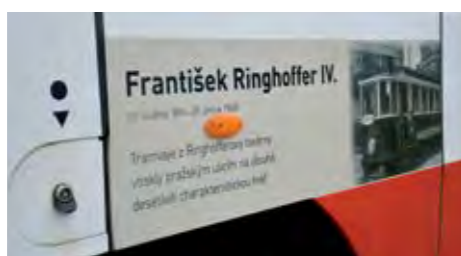 František Ringhoffer IV.
Tramvaje z Ringhofferovy továrny
vtiskly pražským ulicím na dlouhá
desetiletí charakteristickou tvář